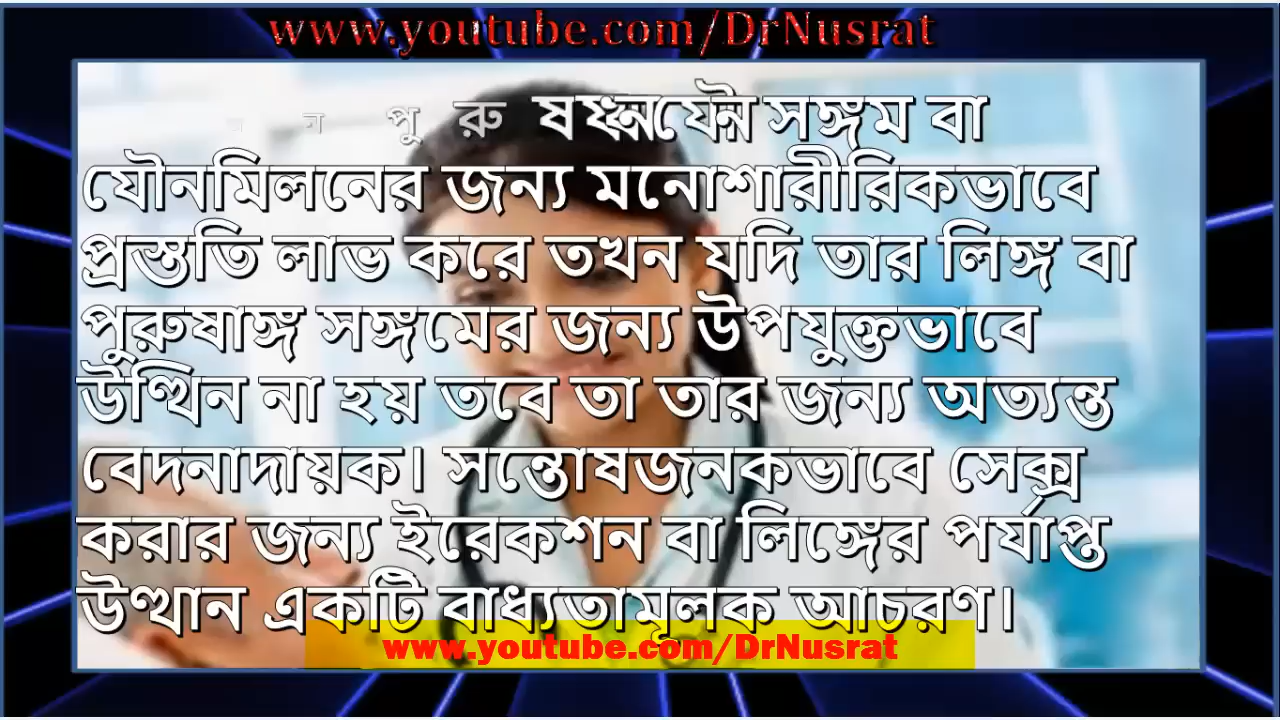 www.youtube.com/DrNusrat
ন পুরুষ যখন যৌন সঙ্গম বা
যৌনমিলনের জন্য মনোশারীরিকভাবে
প্রস্তুতি লাভ করে তখন যদি তার লিঙ্গ বা
পুরুষাঙ্গ সঙ্গমের জন্য উপযুক্তভাবে
উত্থিন না হয় তবে তা তার জন্য অত্যন্ত
বেদনাদায়ক। সন্তোষজনকভাবে সেক্স
করার জন্য ইরেকশন বা লিঙ্গের পর্যাপ্ত
উত্থান একটি বাধ্যতামূলক আচরণ।
www.youtube.com/DrNusrat